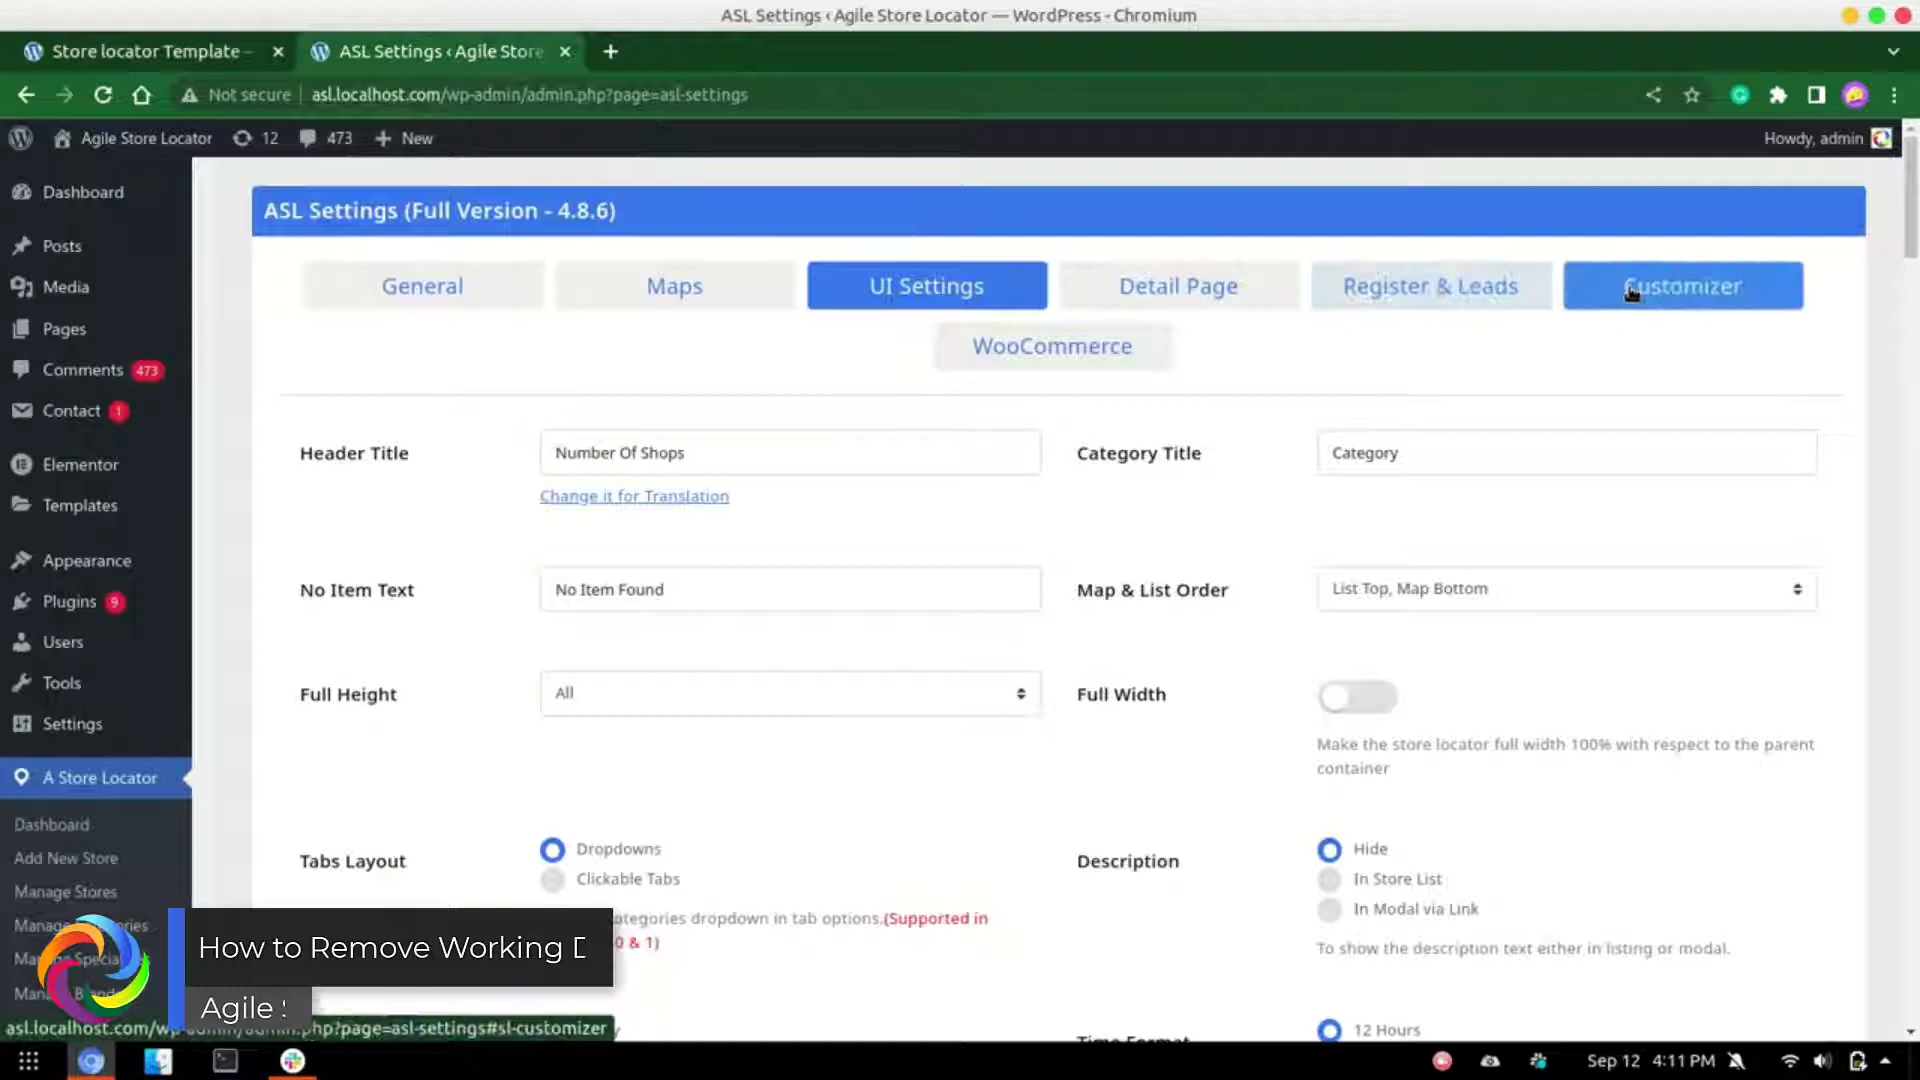 ASL Settings ‹ Agile Store Locator — WordPress - Chromium
Store locator Template –
ASL Settings ‹ Agile Store
Not secure
asl.localhost.com/wp-admin/admin.php?page=asl-settings
Agile Store Locator
12
473
New
Howdy, admin
Dashboard
Posts
Media
Pages
Comments 473
Contact 1
Elementor
Templates
Appearance
Plugins 9
Users
Tools
Settings
A Store Locator
Dashboard
Add New Store
Manage Stores
ASL Settings (Full Version - 4.8.6)
General
Maps
UI Settings
Detail Page
Register & Leads
Customizer
WooCommerce
Header Title
Number Of Shops
Change it for Translation
Category Title
Category
No Item Text
No Item Found
Map & List Order
List Top, Map Bottom
Full Height
All
Full Width
Make the store locator full width 100% with respect to the parent
container
Tabs Layout
Dropdowns
Clickable Tabs
ategories dropdown in tab options.(Supported in
0 & 1)
Description
Hide
In Store List
In Modal via Link
To show the description text either in listing or modal.
Time Format
12 Hours
How to Remove Working D
Agile S
asl.localhost.com/wp-admin/admin.php?page=asl-settings#sl-customizer
Sep 12 4:11 PM